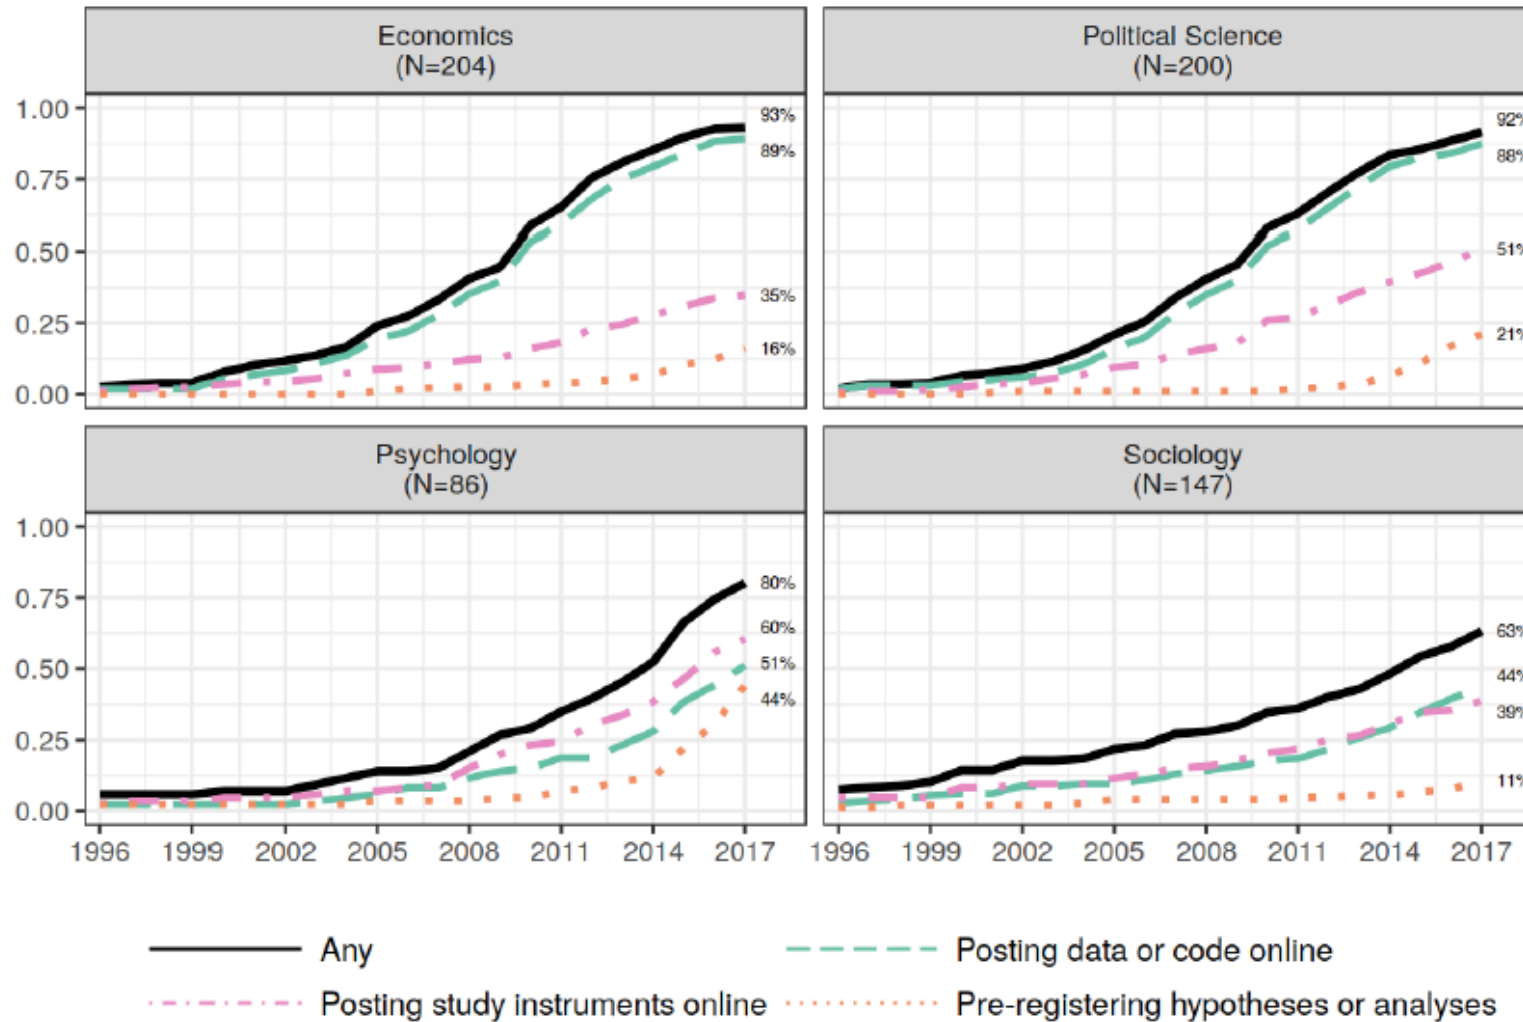 Economics
(N=204)
Political Science
(N=200)
1.00
0.75
0.50
0.25
0.00
93%
89%
35%
16%
92%
88%
51%
21%
Psychology
(N=86)
Sociology
(N=147)
1.00
0.75
0.50
0.25
0.00
80%
60%
51%
44%
63%
44%
39%
11%
1996 1999 2002 2005 2008 2011 2014 2017
1996 1999 2002 2005 2008 2011 2014 2017
Any
Posting data or code online
Posting study instruments online
Pre-registering hypotheses or analyses